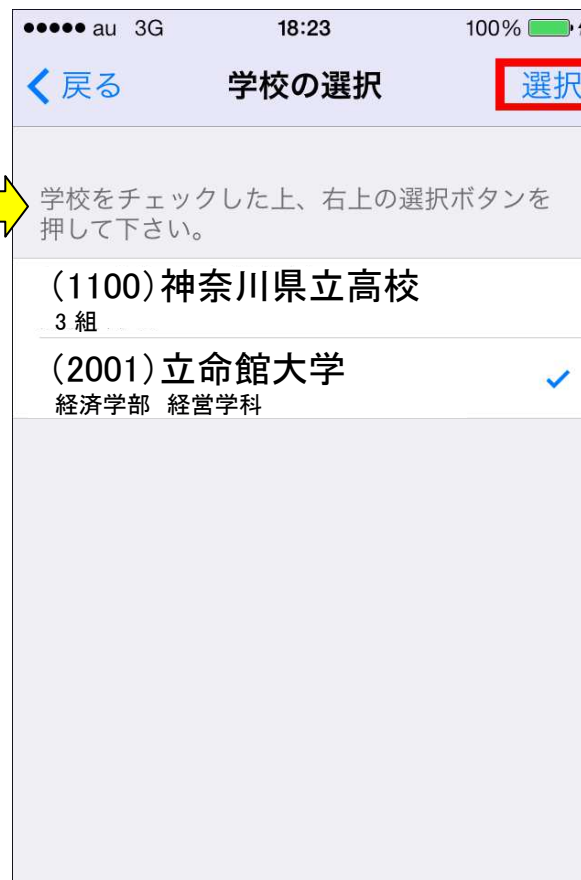 ●●●●● au 3G 18:23 100%
戻る 学校の選択 選択
学校をチェックした上、右上の選択ボタンを
押して下さい。
(1100)神奈川県立高校
3組
(2001)立命館大学
経済学部 経営学科